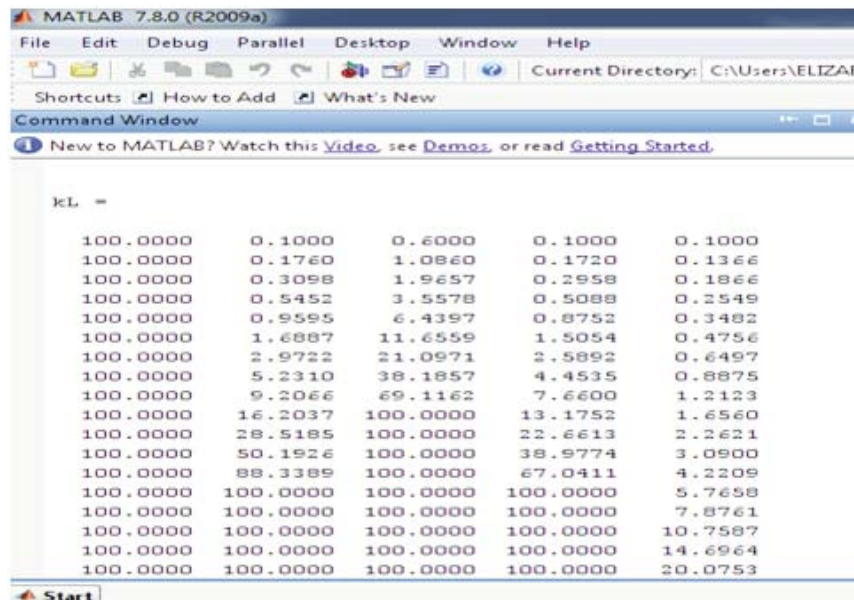 MATLAB 7.8.0 (R2009a)
File Edit Debug Parallel Desktop Window Help
Current Directory: C:\Users\ELIZAB
Shortcuts How to Add What's New
Command Window
New to MATLAB? Watch this Video, see Demos, or read Getting Started.
kL =
100.0000 0.1000 0.6000 0.1000 0.1000
100.0000 0.1760 1.0860 0.1720 0.1366
100.0000 0.3098 1.9657 0.2958 0.1866
100.0000 0.5452 3.5578 0.5088 0.2549
100.0000 0.9595 6.4397 0.8752 0.3482
100.0000 1.6887 11.6559 1.5054 0.4756
100.0000 2.9722 21.0971 2.5892 0.6497
100.0000 5.2310 38.1857 4.4535 0.8875
100.0000 9.2066 69.1162 7.6600 1.2123
100.0000 16.2037 100.0000 13.1752 1.6560
100.0000 28.5185 100.0000 22.6613 2.2621
100.0000 50.1926 100.0000 38.9774 3.0900
100.0000 88.3389 100.0000 67.0411 4.2209
100.0000 100.0000 100.0000 100.0000 5.7658
100.0000 100.0000 100.0000 100.0000 7.8761
100.0000 100.0000 100.0000 100.0000 10.7587
100.0000 100.0000 100.0000 100.0000 14.6964
100.0000 100.0000 100.0000 100.0000 20.0753
Start